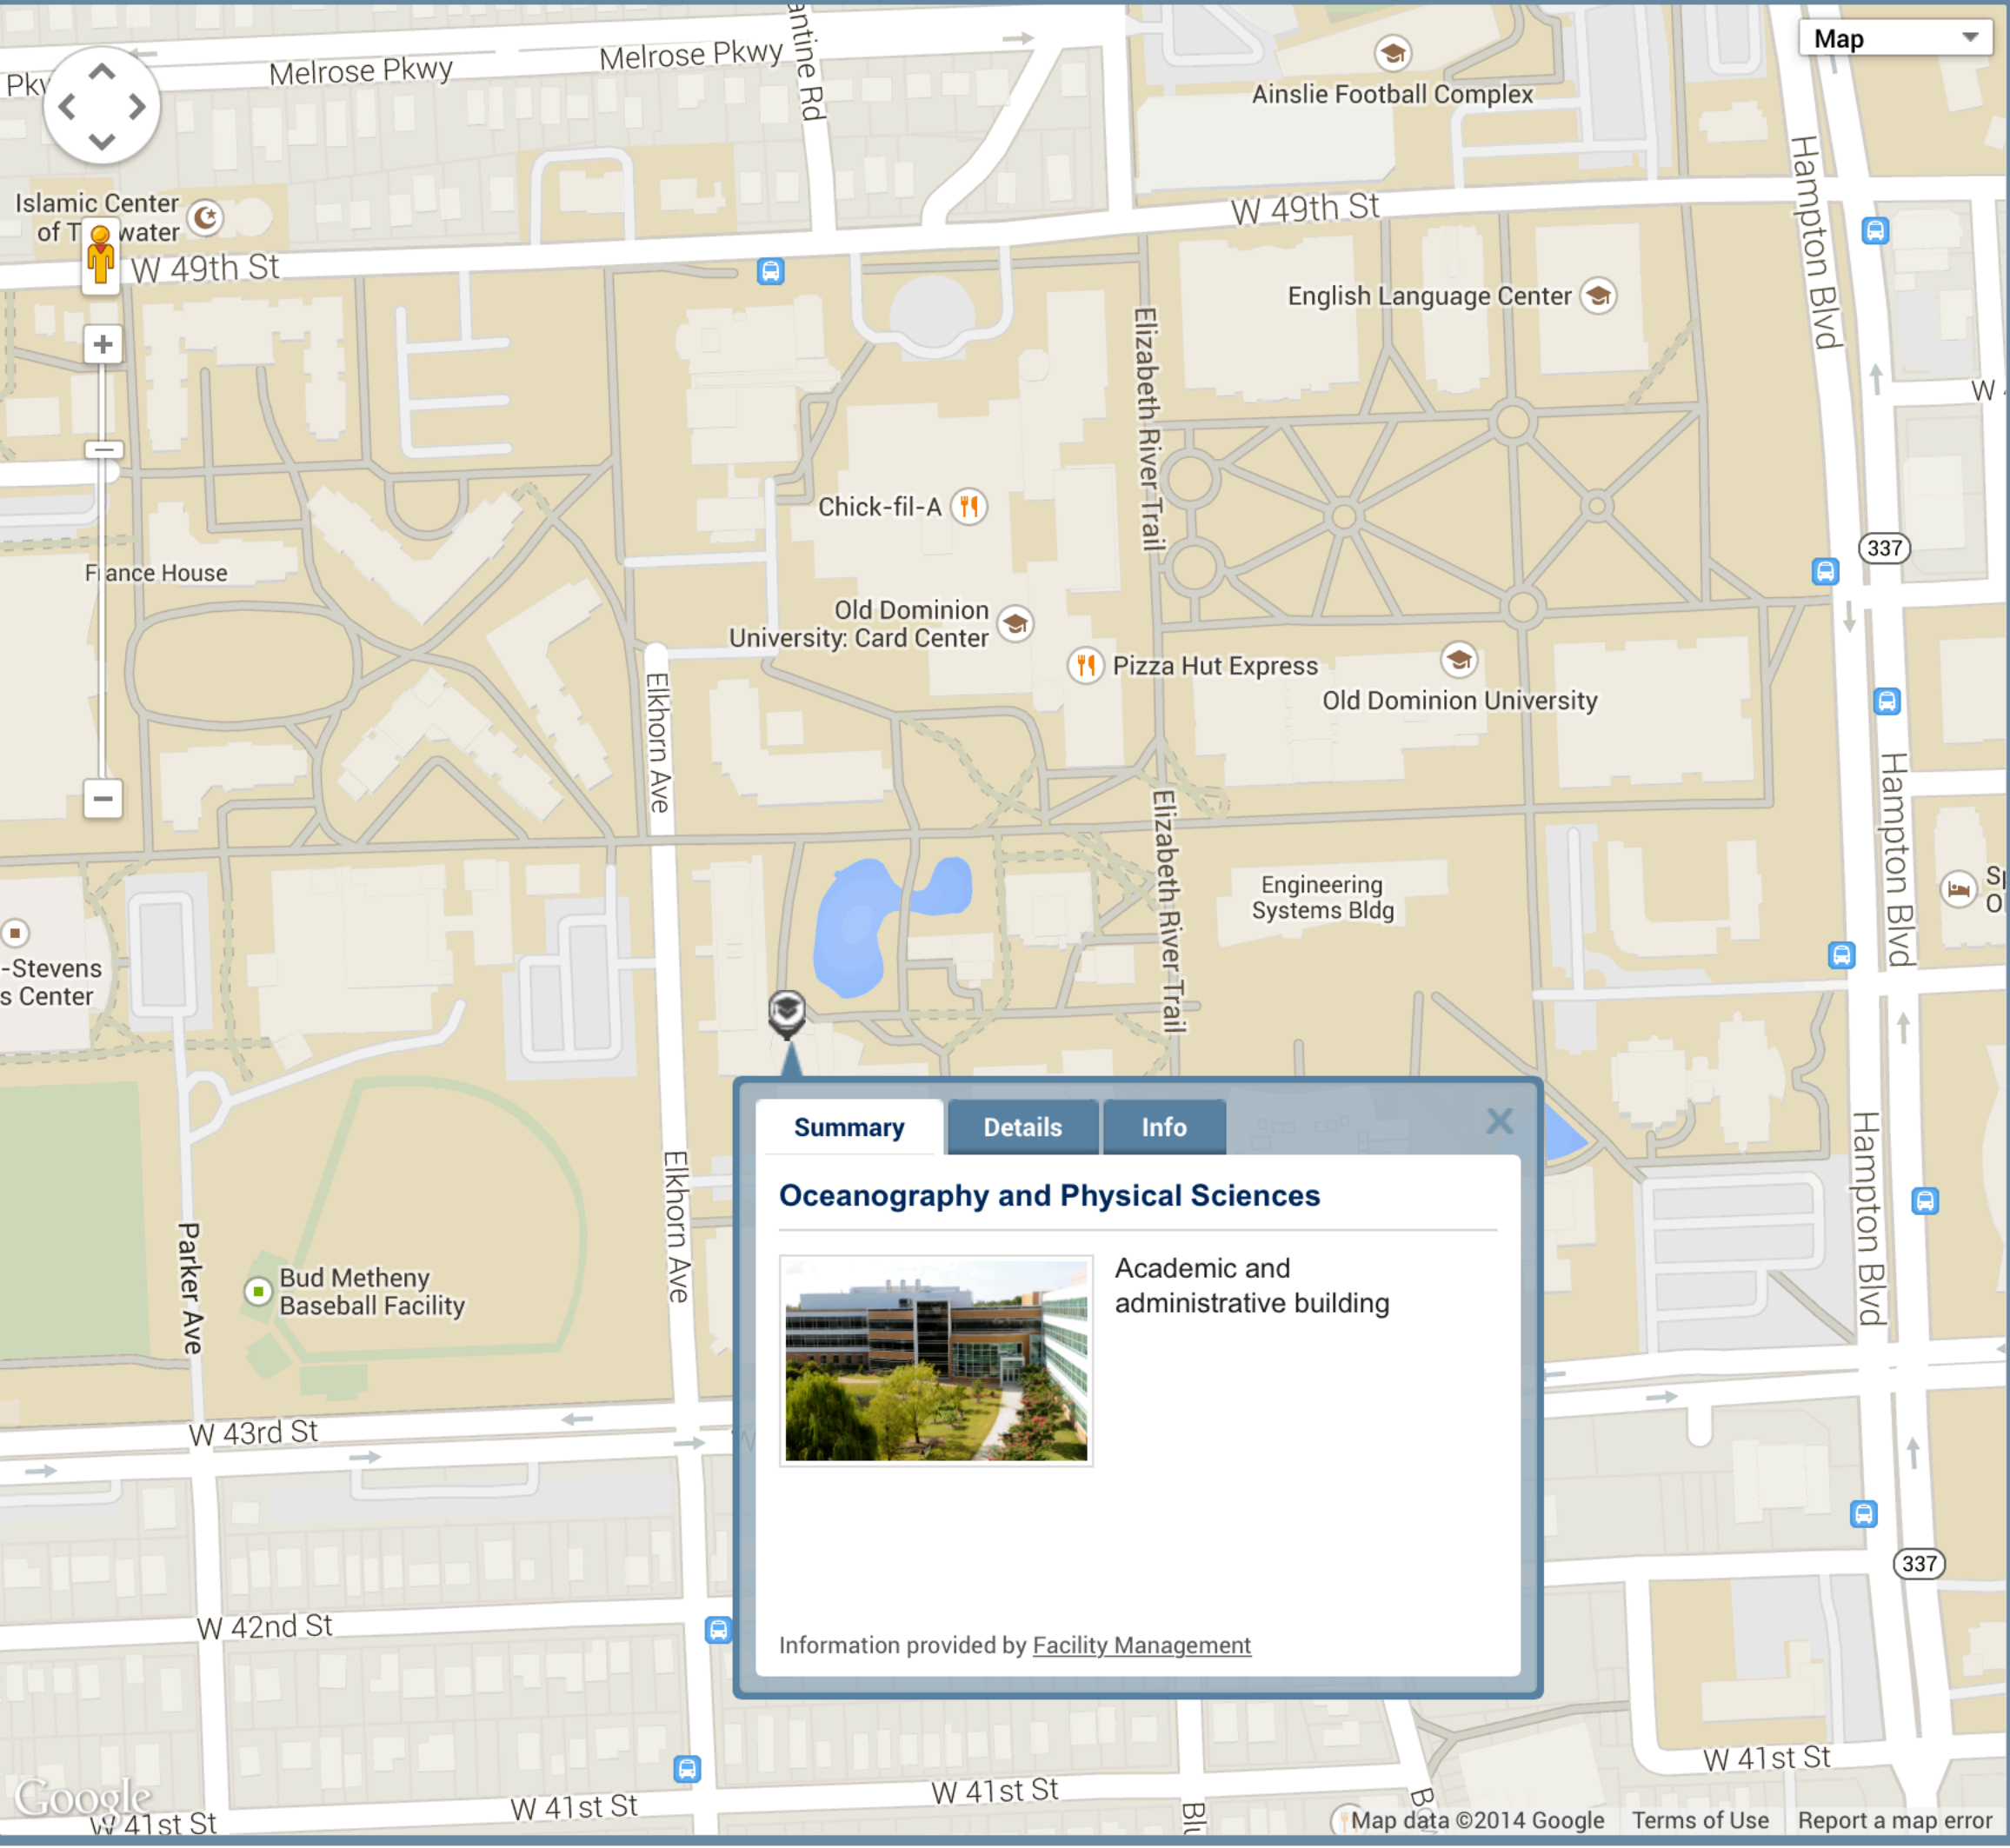 Melrose Pkwy
Melrose Pkwy
Map
Ainslie Football Complex
Hampton Blvd
Islamic Center
W 49th St
W 49th St
English Language Center
Elizabeth River Trail
Chick-fil-A
337
France House
Old Dominion
University: Card Center
Pizza Hut Express
Old Dominion University
Elkhorn Ave
Hampton Blvd
Elizabeth River Trail
Engineering
Systems Bldg
-Stevens
s Center
Summary
Details
Info
Oceanography and Physical Sciences
Academic and
administrative building
Information provided by Facility Management
Elkhorn Ave
Hampton Blvd
Parker Ave
Bud Metheny
Baseball Facility
W 43rd St
337
W 42nd St
W 41st St
W 41st St
W 41st St
W 41st St
Google
Map data ©2014 Google
Terms of Use
Report a map error